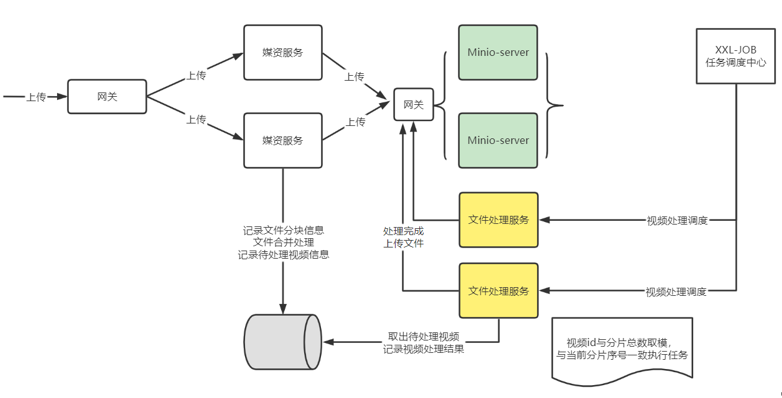 上传
网关
上传
上传
媒资服务
媒资服务
上传
上传
网关
Minio-server
Minio-server
XXL-JOB
任务调度中心
文件处理服务
视频处理调度
文件处理服务
视频处理调度
处理完成
上传文件
记录文件分块信息
文件合并处理
记录待处理视频信息
取出待处理视频
记录视频处理结果
视频id与分片总数取模，
与当前分片序号一致执行任务